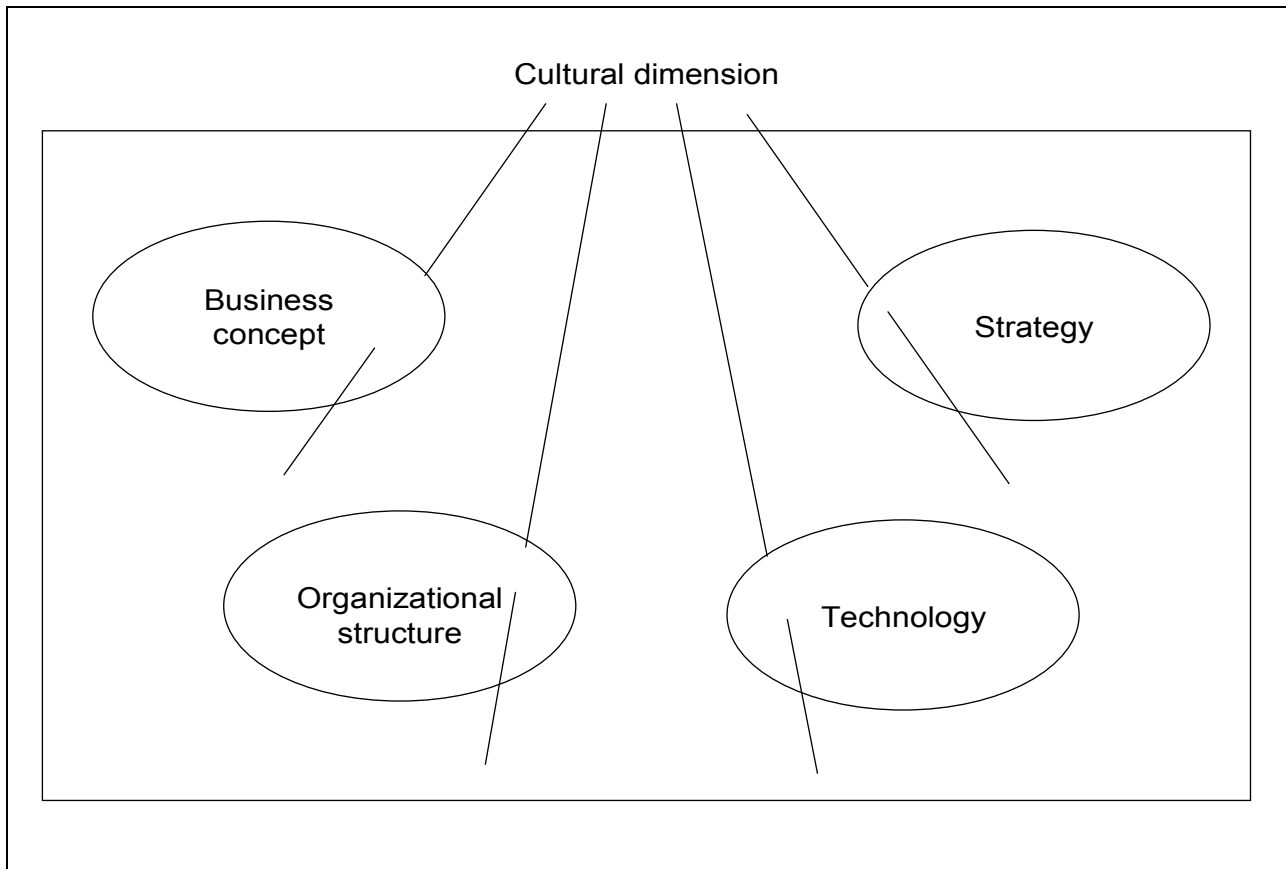 Cultural dimension
Business
concept
Strategy
Organizational
structure
Technology